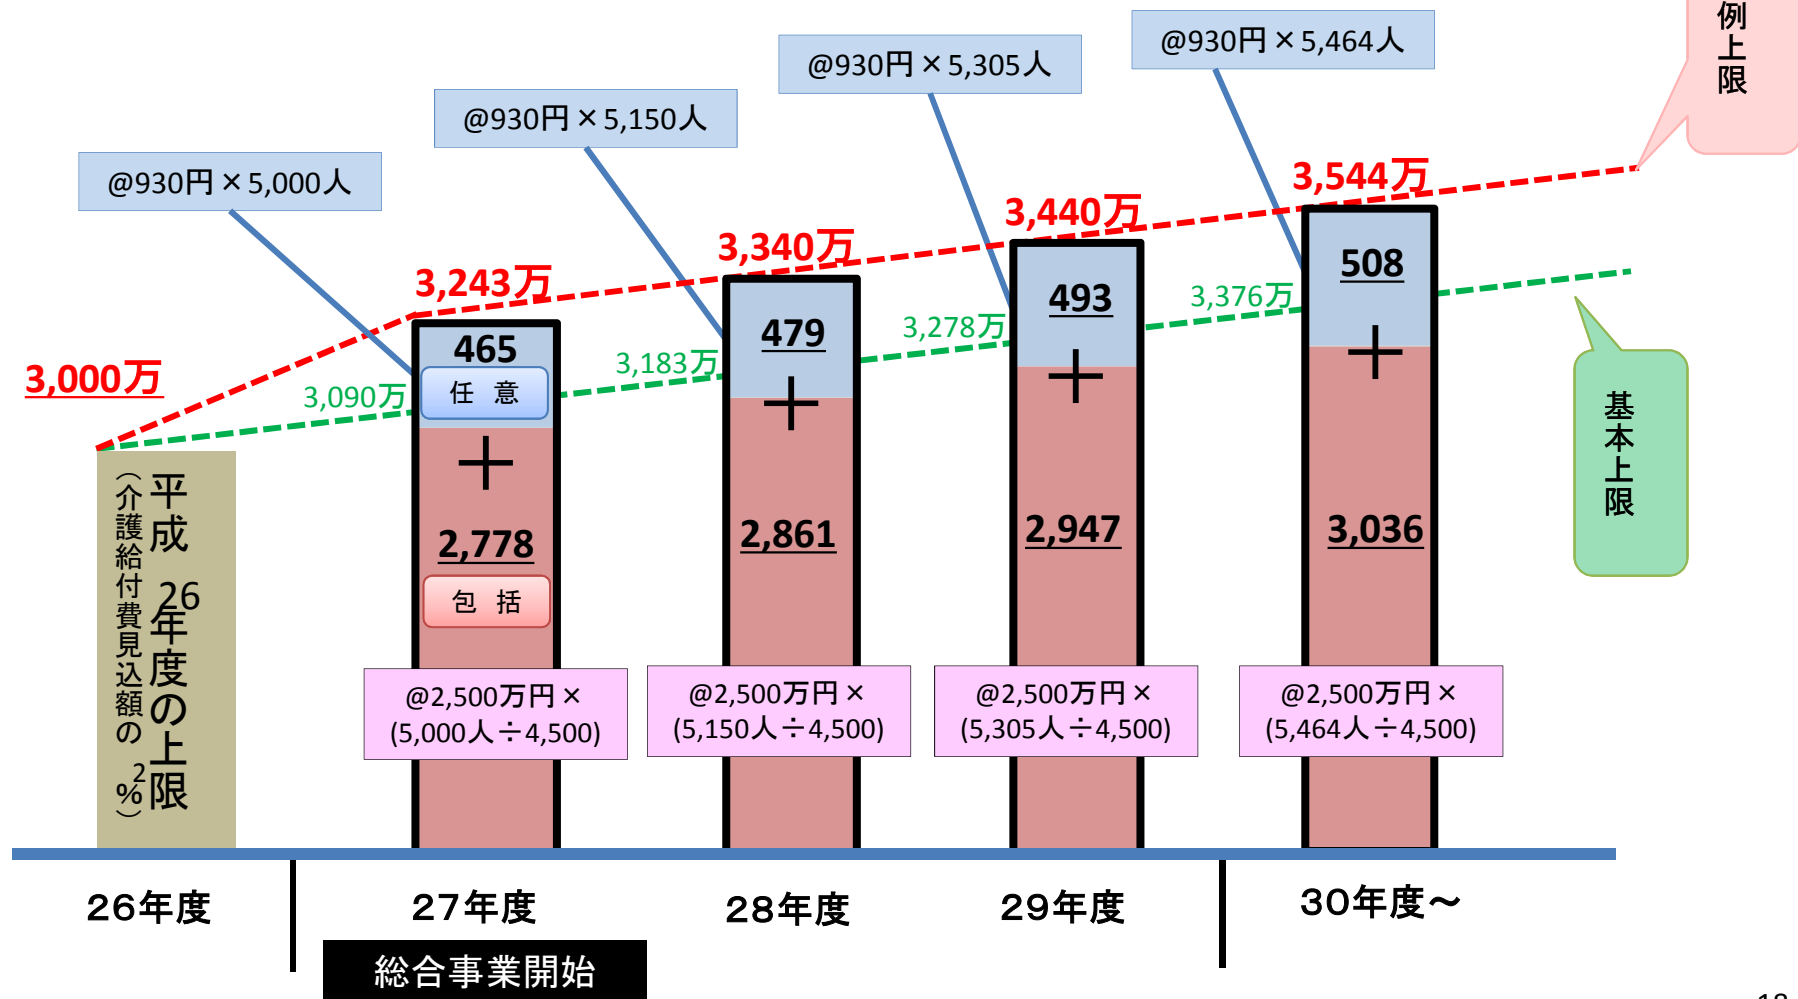 例上限
@930円×5,464人
@930円×5,305人
@930円×5,150人
@930円×5,000人
3,544万
3,440万
3,340万
3,243万
3,000万
3,376万
3,278万
3,183万
3,090万
508
493
479
465
任 意
＋
＋
＋
＋
3,036
2,947
2,861
2,778
包 括
基本上限
平成26年度の上限
（介護給付費見込額の2%）
@2,500万円×
(5,000人÷4,500)
@2,500万円×
(5,150人÷4,500)
@2,500万円×
(5,305人÷4,500)
@2,500万円×
(5,464人÷4,500)
26年度
27年度
28年度
29年度
30年度～
総合事業開始